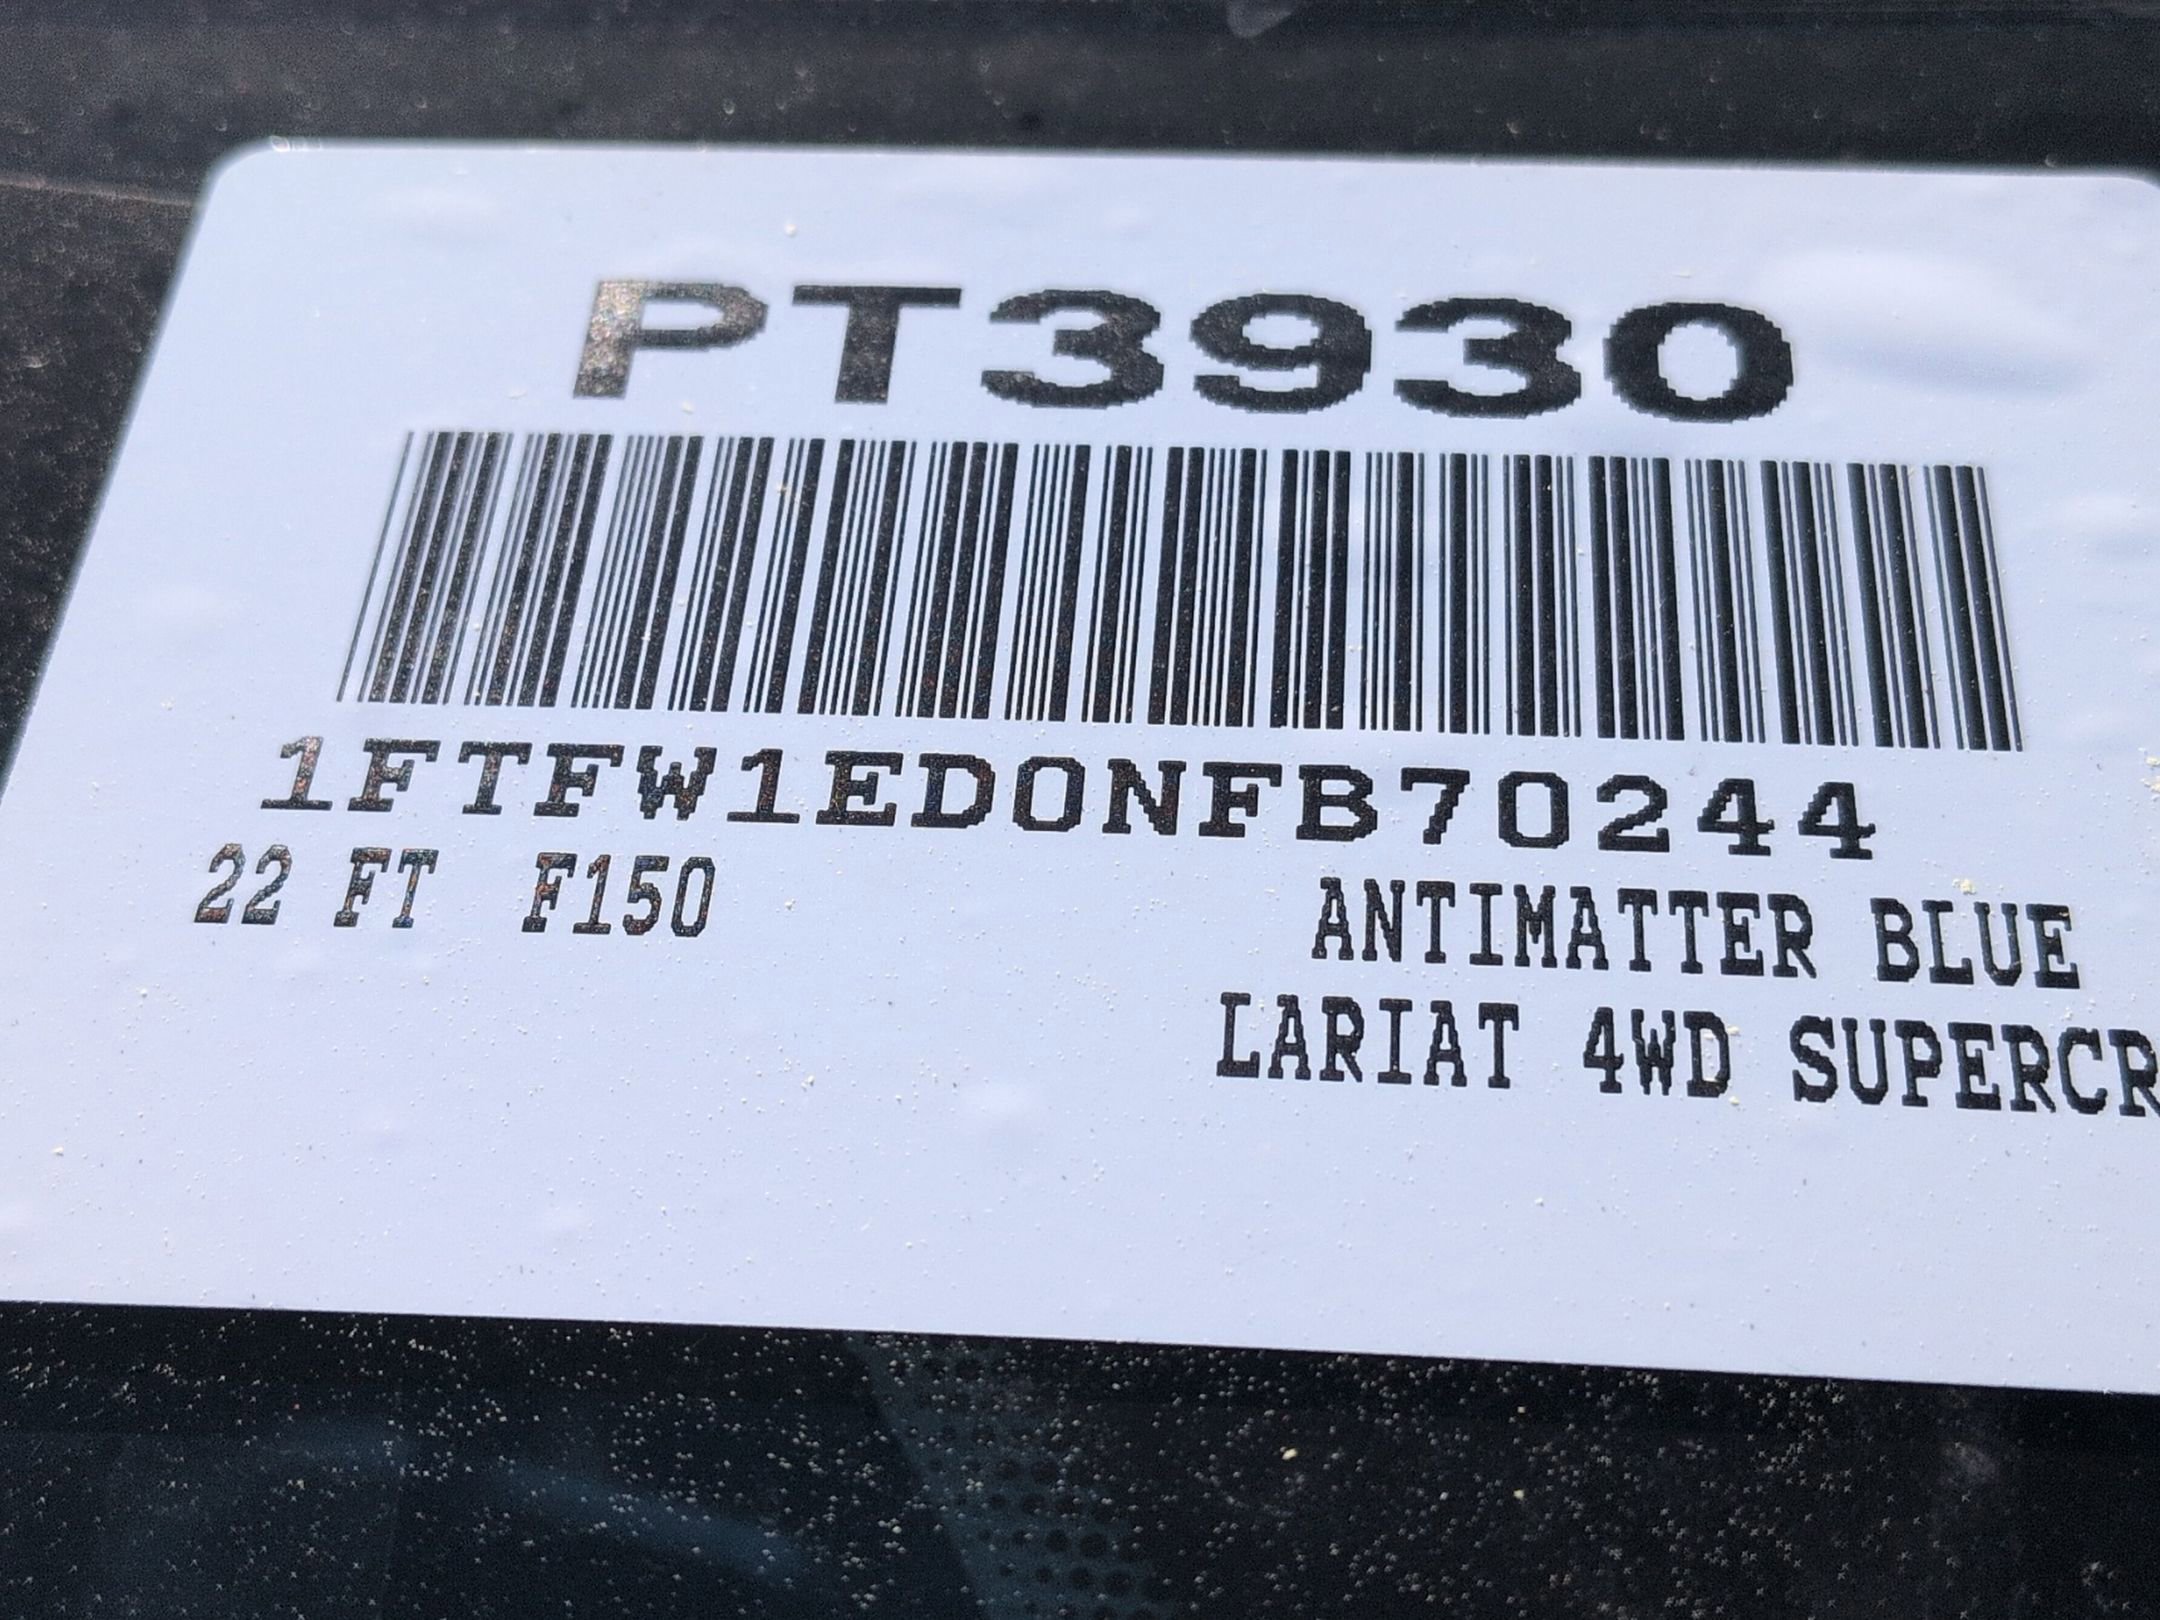 PT3930
1FTFW1ED0NFB70244
22 FT F150
ANTIMATTER BLUE
LARIAT 4WD SUPERCR